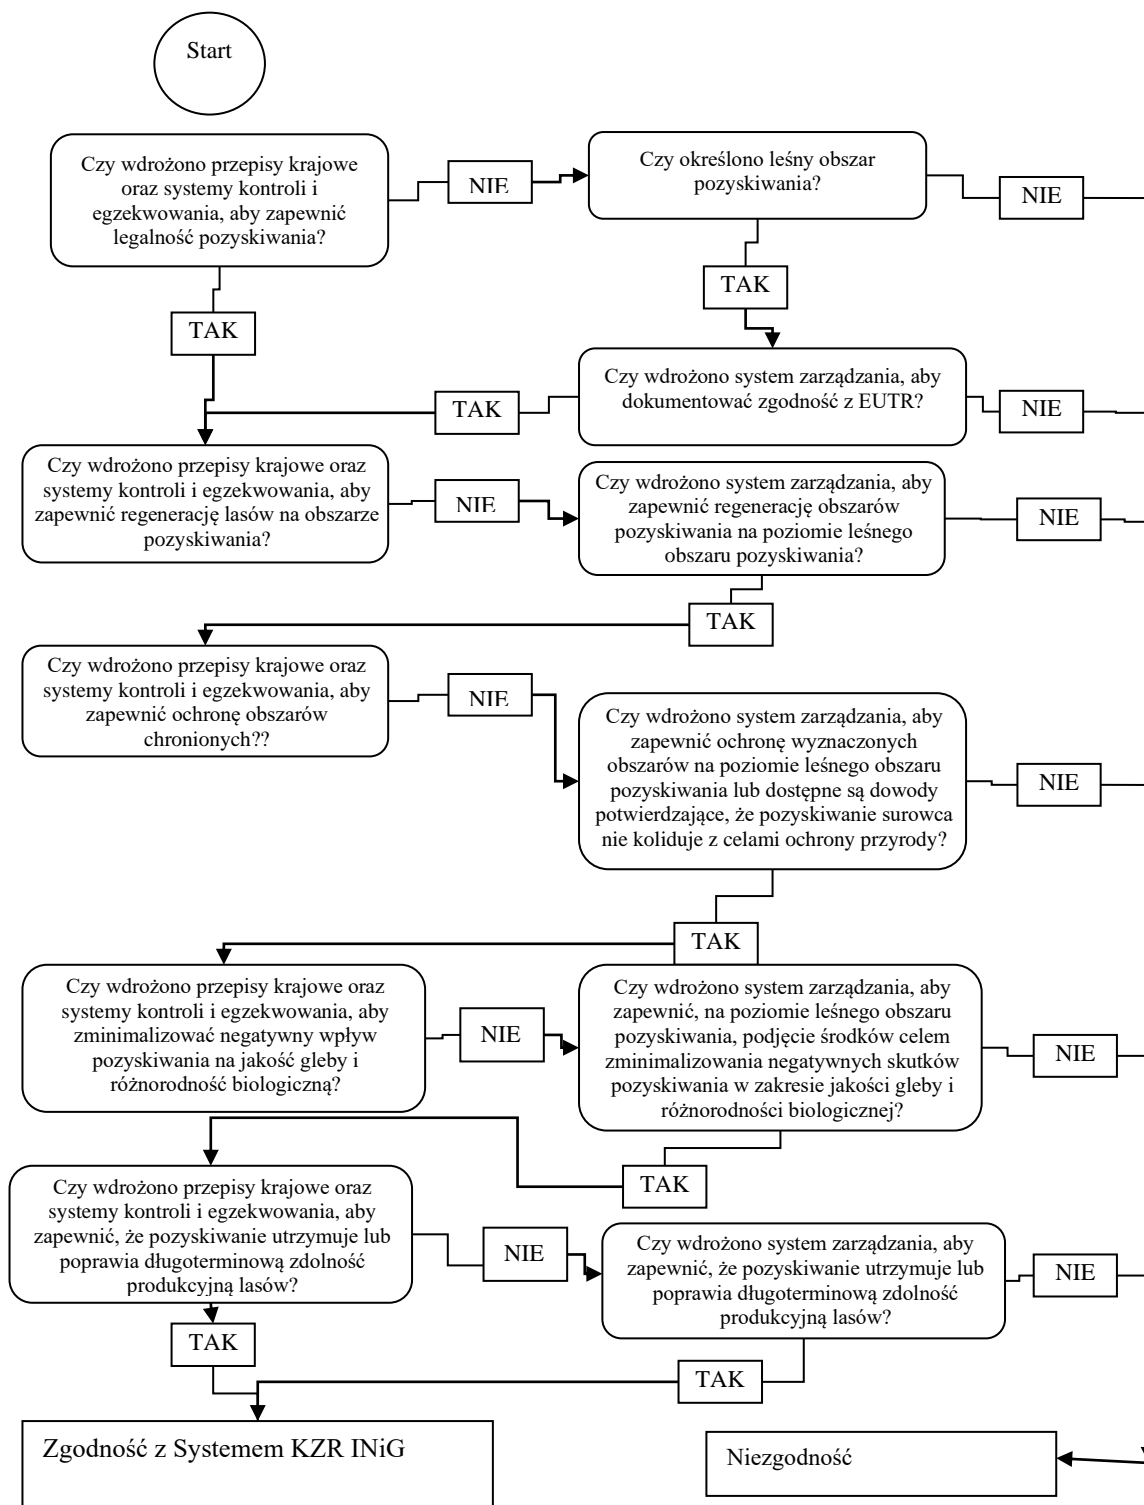 Start
Czy wdrożono przepisy krajowe
oraz systemy kontroli i
egzekwowania, aby zapewnić
legalność pozyskiwania?
NIE
Czy określono leśny obszar
pozyskiwania?
NIE
TAK
TAK
Czy wdrożono system zarządzania, aby
dokumentować zgodność z EUTR?
TAK
NIE
Czy wdrożono przepisy krajowe oraz
systemy kontroli i egzekwowania, aby
zapewnić regenerację lasów na obszarze
pozyskiwania?
NIE
Czy wdrożono system zarządzania, aby
zapewnić regenerację obszarów
pozyskiwania na poziomie leśnego
obszaru pozyskiwania?
NIE
TAK
Czy wdrożono przepisy krajowe oraz
systemy kontroli i egzekwowania, aby
zapewnić ochronę obszarów
chronionych??
NIE
Czy wdrożono system zarządzania, aby
zapewnić ochronę wyznaczonych
obszarów na poziomie leśnego obszaru
pozyskiwania lub dostępne są dowody
potwierdzające, że pozyskiwanie surowca
nie koliduje z celami ochrony przyrody?
NIE
TAK
Czy wdrożono przepisy krajowe oraz
systemy kontroli i egzekwowania, aby
zminimalizować negatywny wpływ
pozyskiwania na jakość gleby i
różnorodność biologiczną?
NIE
Czy wdrożono system zarządzania, aby
zapewnić, na poziomie leśnego obszaru
pozyskiwania, podjęcie środków celem
zminimalizowania negatywnych skutków
pozyskiwania w zakresie jakości gleby i
różnorodności biologicznej?
NIE
TAK
Czy wdrożono przepisy krajowe oraz
systemy kontroli i egzekwowania, aby
zapewnić, że pozyskiwanie utrzymuje lub
poprawia długoterminową zdolność
produkcyjną lasów?
NIE
Czy wdrożono system zarządzania, aby
zapewnić, że pozyskiwanie utrzymuje lub
poprawia długoterminową zdolność
produkcyjną lasów?
NIE
TAK
TAK
Zgodność z Systemem KZR INiG
Niezgodność